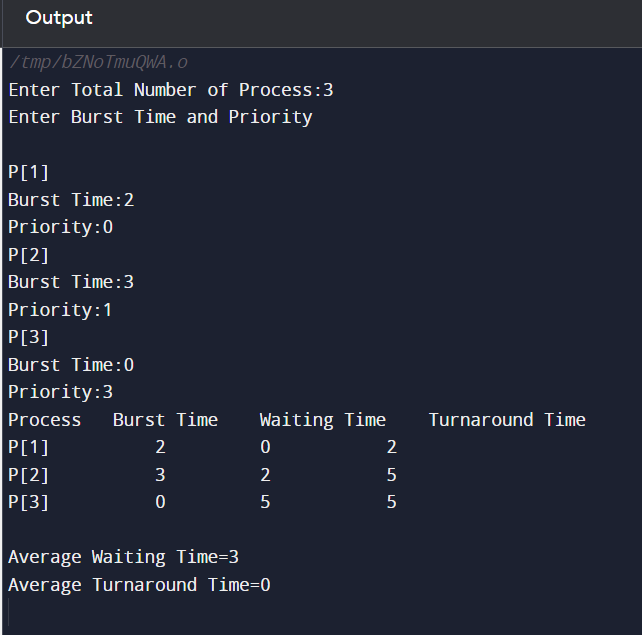 Output
/tmp/bZNoTmuQWA.o
Enter Total Number of Process:3
Enter Burst Time and Priority
P[1]
Burst Time:2
Priority:0
P[2]
Burst Time:3
Priority:1
P[3]
Burst Time:0
Priority:3
Process Burst Time Waiting Time Turnaround Time
P[1] 2 0 2
P[2] 3 2 5
P[3] 0 5 5
Average Waiting Time=3
Average Turnaround Time=0